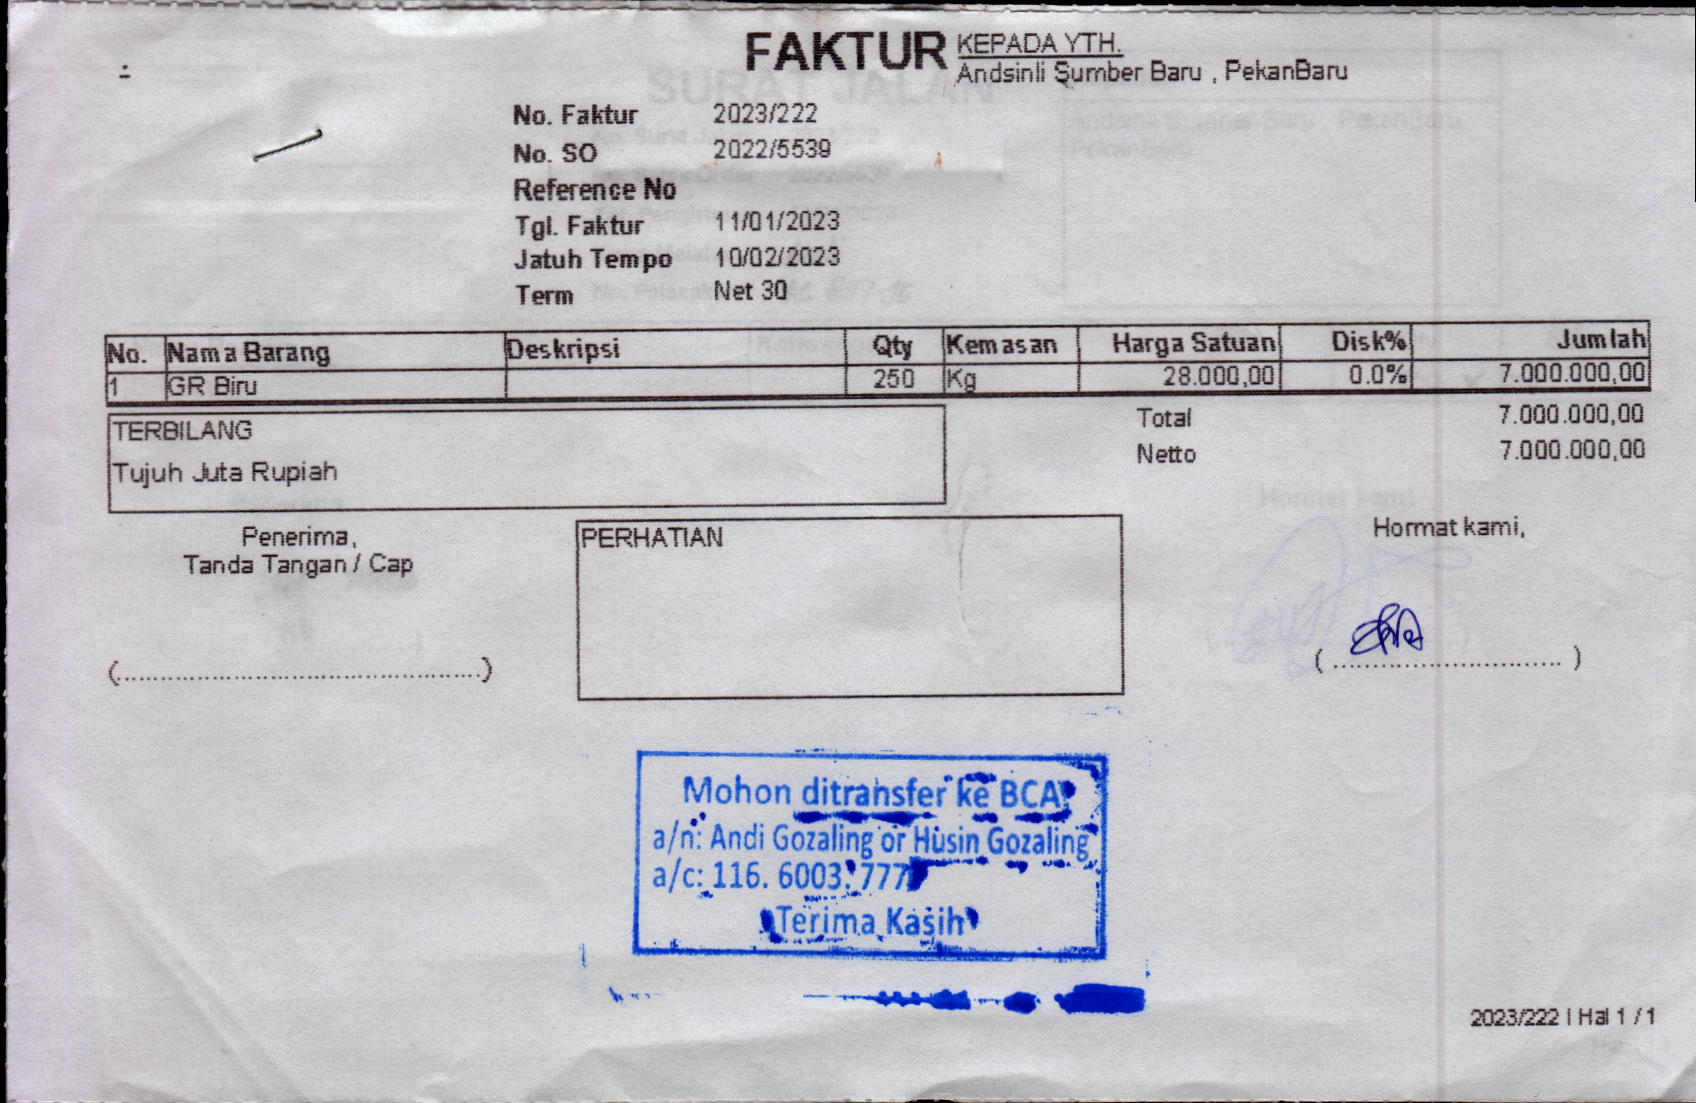 FAKTUR KEPADA YTH.
Andsinli Sumber Baru , PekanBaru
No. Faktur 2023/222
No. SO 2022/5539
Reference No
Tgl. Faktur 11/01/2023
Jatuh Tempo 10/02/2023
Term Net 30
No. Nama Barang Deskripsi Qty Kemasan Harga Satuan Disk% Jumlah
1 GR Biru 250 Kg 28.000,00 0.0% 7.000.000,00
TERBILANG
Tujuh Juta Rupiah
Total 7.000.000,00
Netto 7.000.000,00
Penerima,
Tanda Tangan / Cap
(................................................)
PERHATIAN
Hormat kami,
( ............................. )
Mohon ditransfer ke BCA
a/n: Andi Gozaling or Husin Gozaling
a/c: 116. 6003. 777
Terima Kasih
2023/222 | Hal 1 / 1